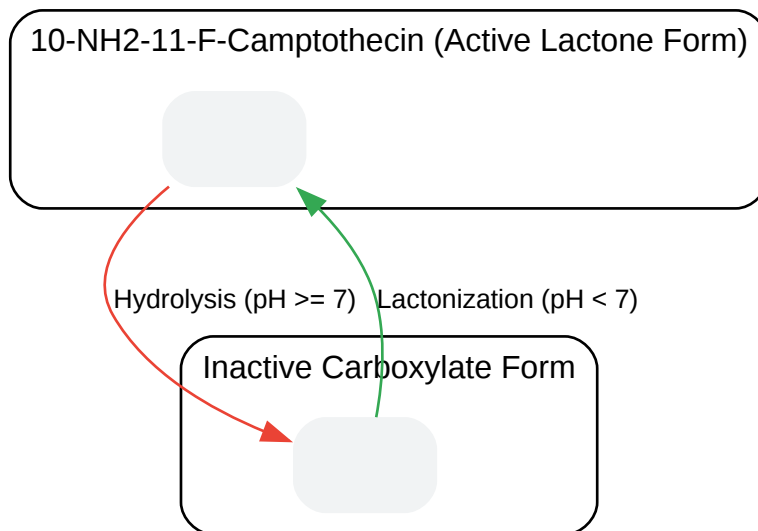 10-NH2-11-F-Camptothecin (Active Lactone Form)
Hydrolysis (pH >= 7)
Lactonization (pH < 7)
Inactive Carboxylate Form